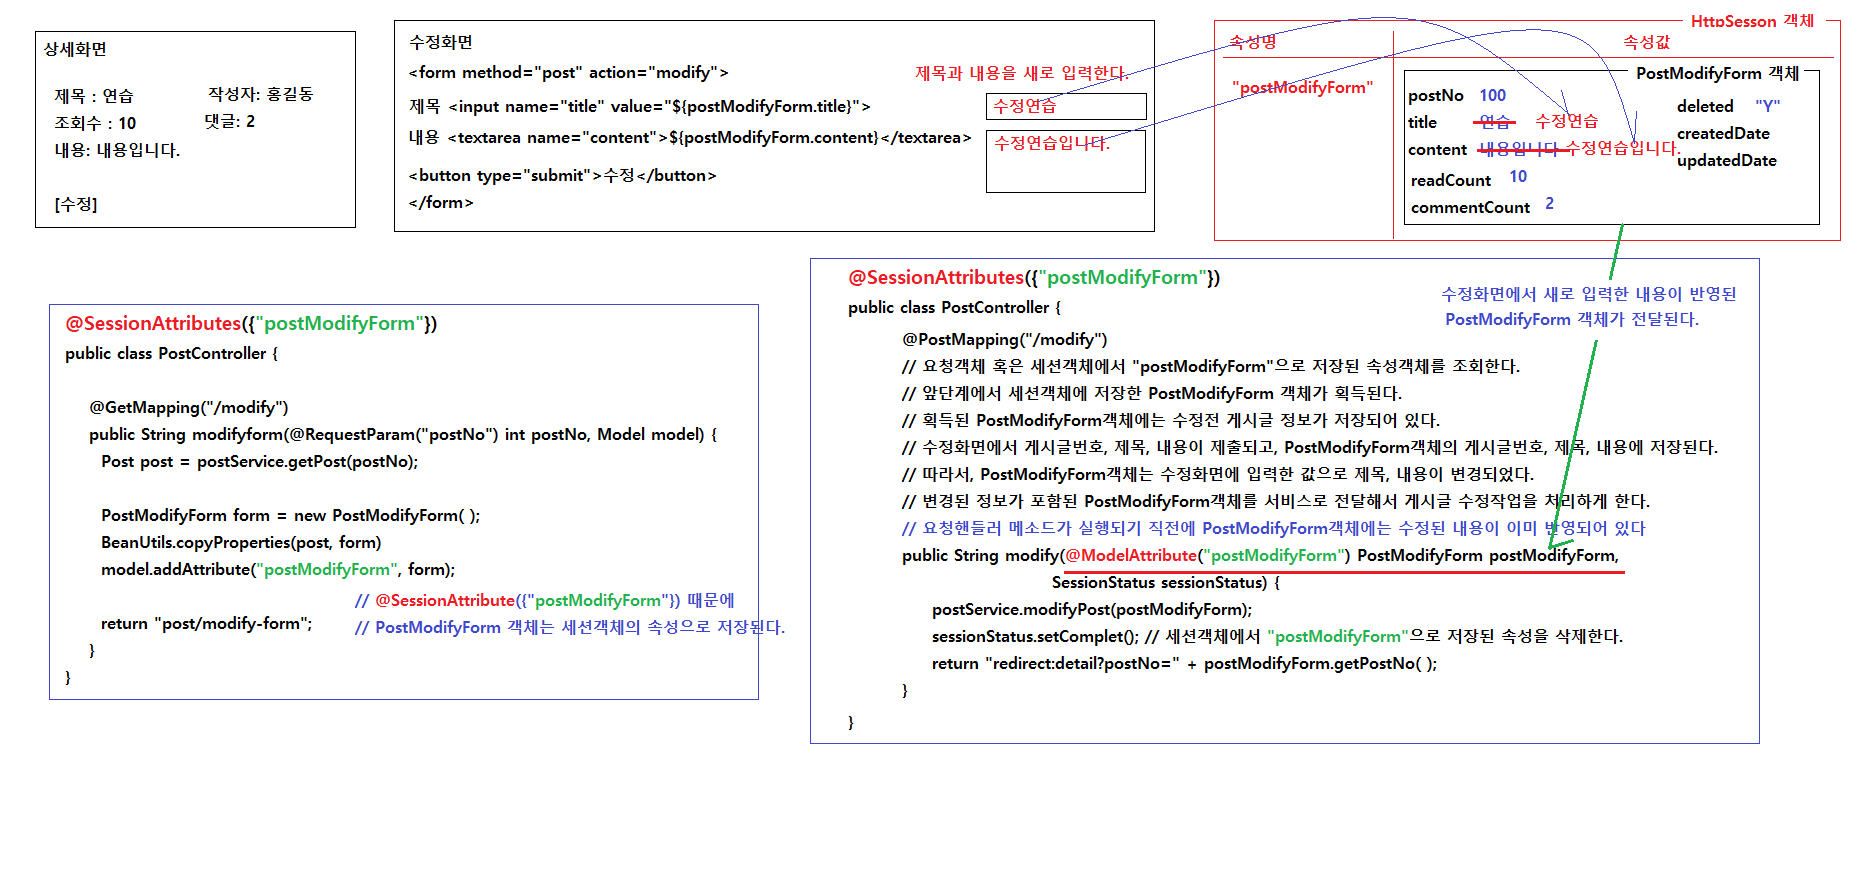 상세화면
제목 : 연습
작성자: 홍길동
조회수 : 10
댓글: 2
내용: 내용입니다.
[수정]
수정화면
<form method="post" action="modify">
제목과 내용을 새로 입력한다.
제목 <input name="title" value="${postModifyForm.title}">
수정연습
내용 <textarea name="content">${postModifyForm.content}</textarea>
수정연습입니다.
<button type="submit">수정</button>
</form>
HttpSesson 객체
속성명
속성값
"postModifyForm"
PostModifyForm 객체
postNo 100
title 연습 수정연습
content 내용입니다 수정연습입니다.
readCount 10
commentCount 2
deleted "Y"
createdDate
updatedDate
@SessionAttributes({"postModifyForm"})
public class PostController {
@GetMapping("/modify")
public String modifyform(@RequestParam("postNo") int postNo, Model model) {
Post post = postService.getPost(postNo);
PostModifyForm form = new PostModifyForm( );
BeanUtils.copyProperties(post, form)
model.addAttribute("postModifyForm", form);
// @SessionAttribute({"postModifyForm"}) 때문에
return "post/modify-form";
// PostModifyForm 객체는 세션객체의 속성으로 저장된다.
}
}
@SessionAttributes({"postModifyForm"})
public class PostController {
수정화면에서 새로 입력한 내용이 반영된
PostModifyForm 객체가 전달된다.
@PostMapping("/modify")
// 요청객체 혹은 세션객체에서 "postModifyForm"으로 저장된 속성객체를 조회한다.
// 앞단계에서 세션객체에 저장한 PostModifyForm 객체가 획득된다.
// 획득된 PostModifyForm객체에는 수정전 게시글 정보가 저장되어 있다.
// 수정화면에서 게시글번호, 제목, 내용이 제출되고, PostModifyForm객체의 게시글번호, 제목, 내용에 저장된다.
// 따라서, PostModifyForm객체는 수정화면에 입력한 값으로 제목, 내용이 변경되었다.
// 변경된 정보가 포함된 PostModifyForm객체를 서비스로 전달해서 게시글 수정작업을 처리하게 한다.
// 요청핸들러 메소드가 실행되기 직전에 PostModifyForm객체에는 수정된 내용이 이미 반영되어 있다
public String modify(@ModelAttribute("postModifyForm") PostModifyForm postModifyForm,
SessionStatus sessionStatus) {
postService.modifyPost(postModifyForm);
sessionStatus.setComplet(); // 세션객체에서 "postModifyForm"으로 저장된 속성을 삭제한다.
return "redirect:detail?postNo=" + postModifyForm.getPostNo( );
}
}